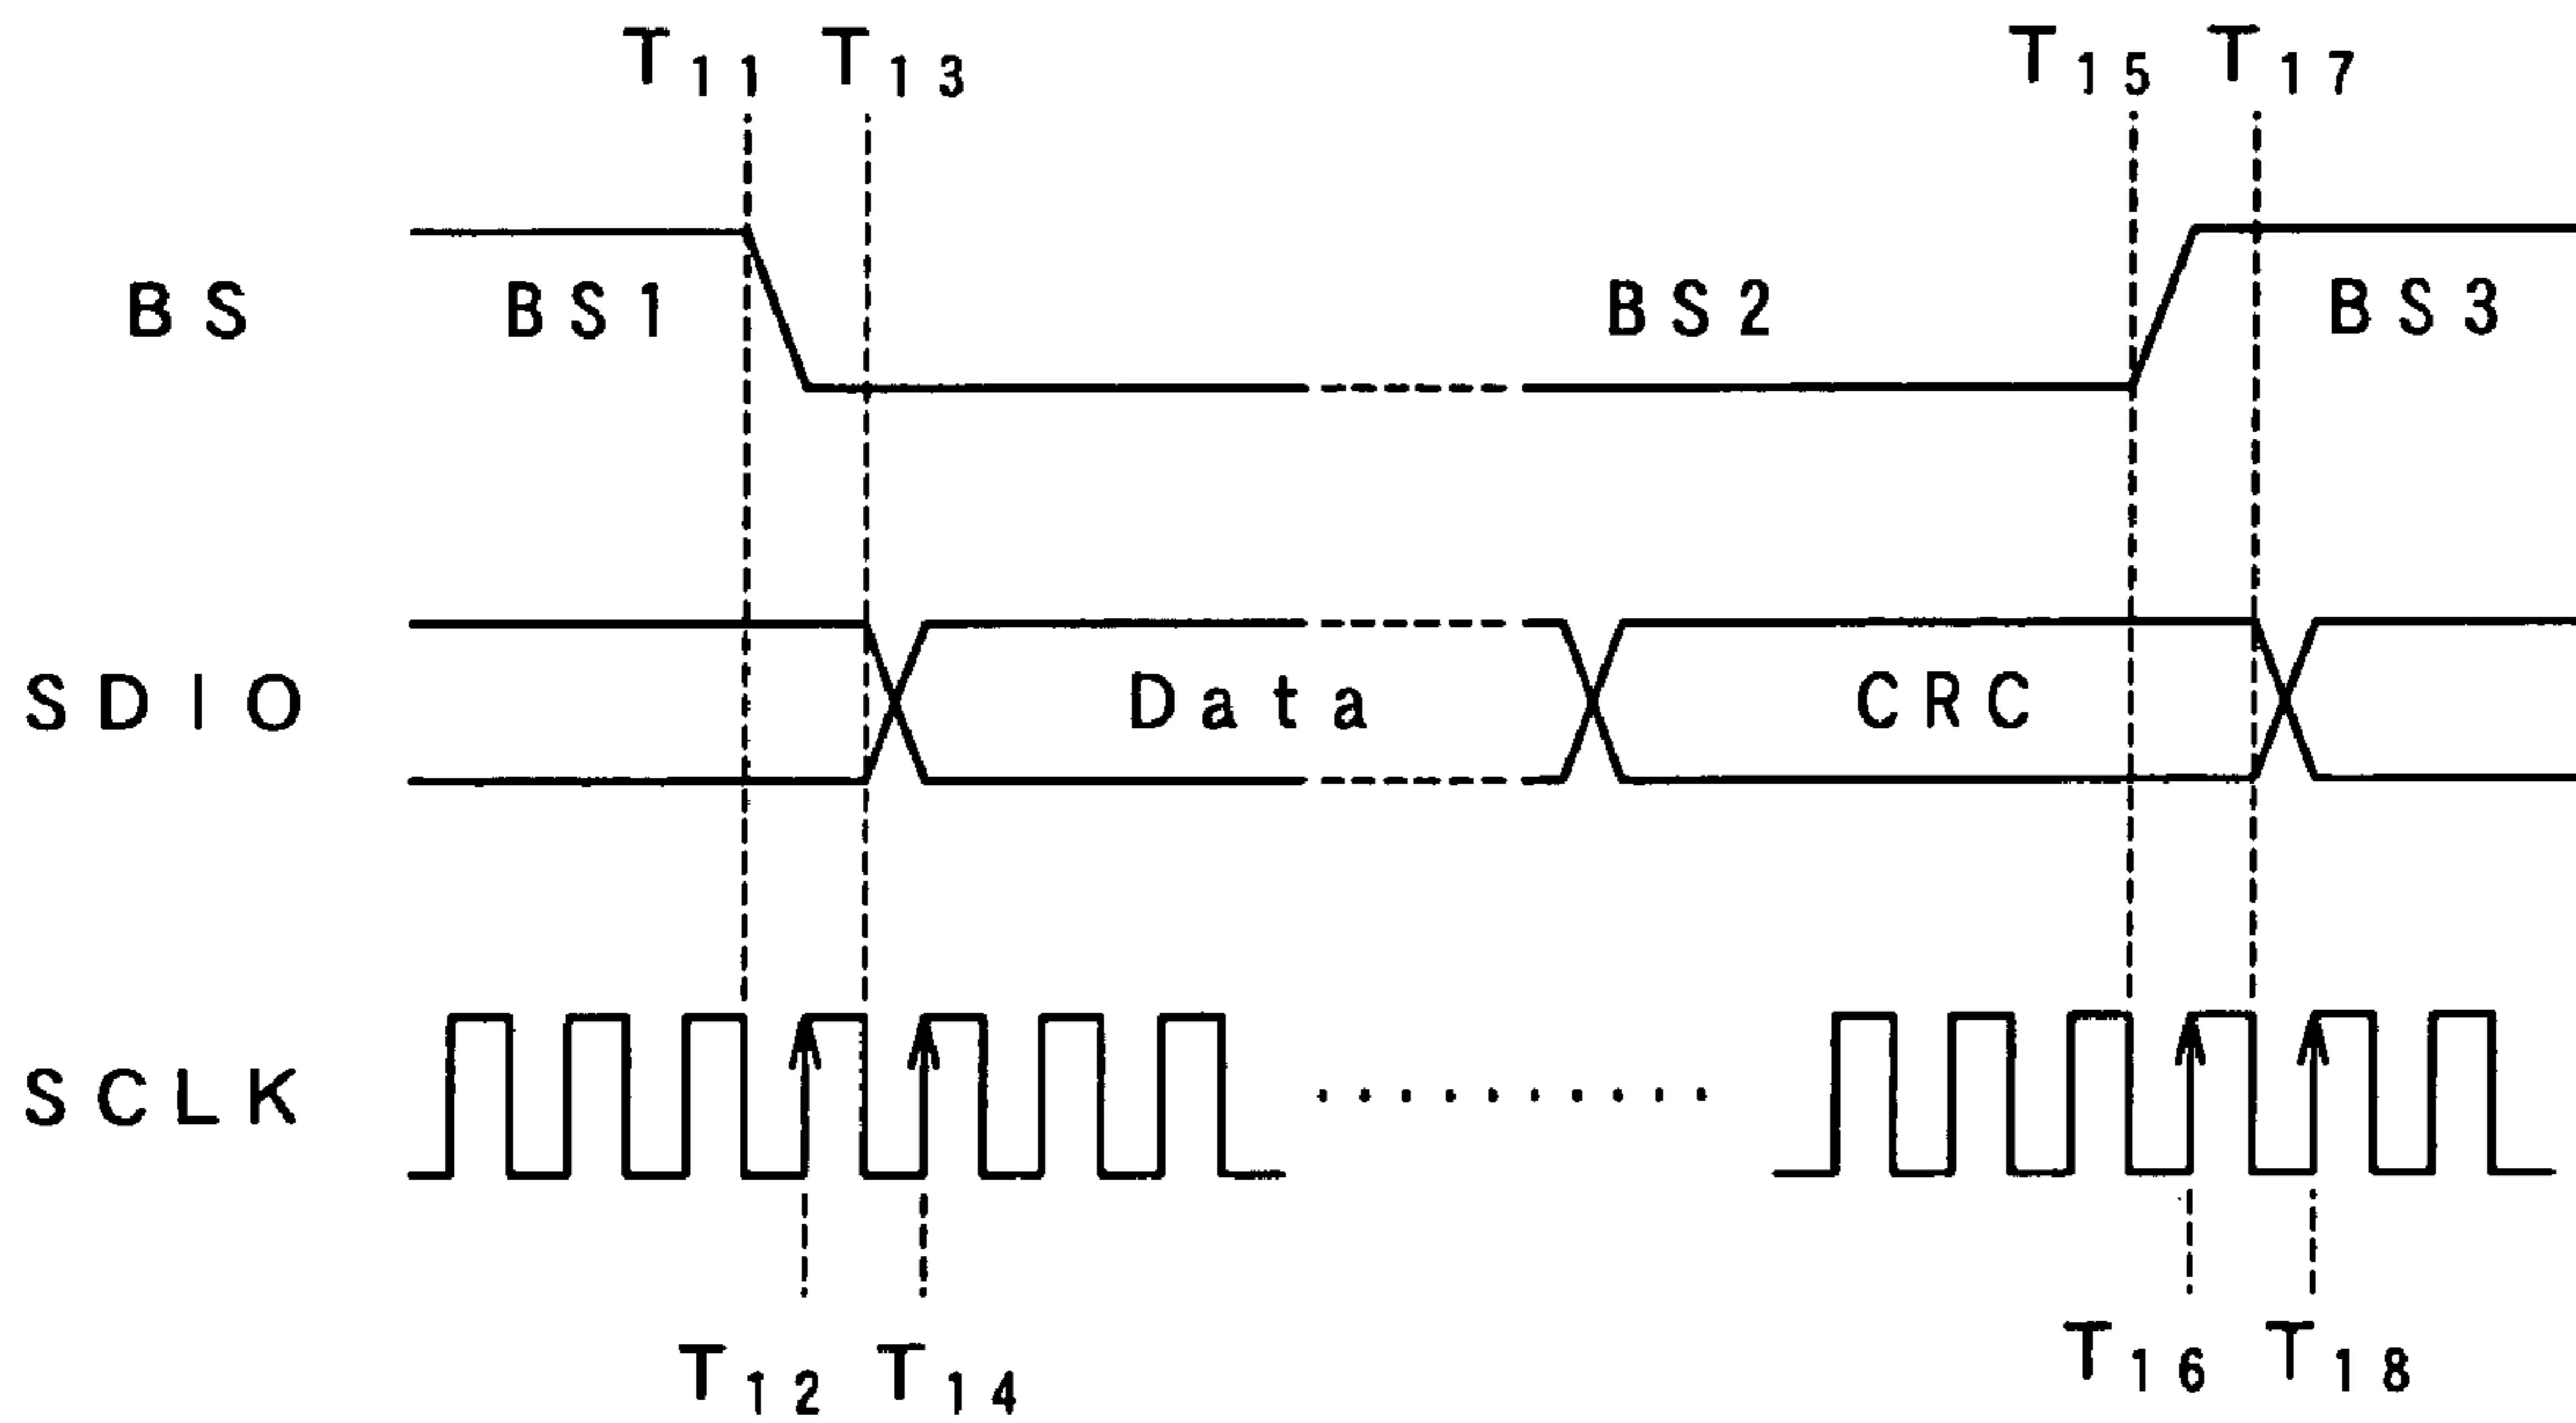 T11 T13 T15 T17
BS BS1 BS2 BS3
SDIO Data CRC
SCLK
T12 T14 T16 T18